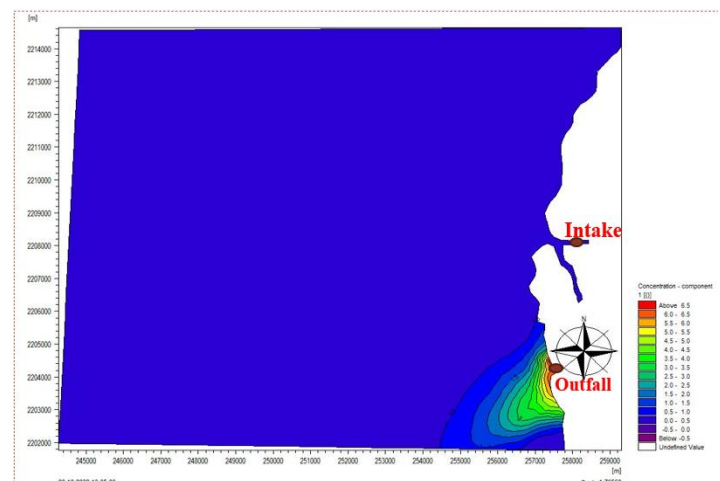 [m]
2214000
2213000
2212000
2211000
2210000
2209000
2208000
2207000
2206000
2205000
2204000
2203000
2202000
Intake
N
Outfall
Concentration - component
1 [()]
Above 6.5
6.0 - 6.5
5.5 - 6.0
5.0 - 5.5
4.5 - 5.0
4.0 - 4.5
3.5 - 4.0
3.0 - 3.5
2.5 - 3.0
2.0 - 2.5
1.5 - 2.0
1.0 - 1.5
0.5 - 1.0
0.0 - 0.5
-0.5 - 0.0
Below -0.5
Undefined Value
245000 246000 247000 248000 249000 250000 251000 252000 253000 254000 255000 256000 257000 258000 259000
[m]